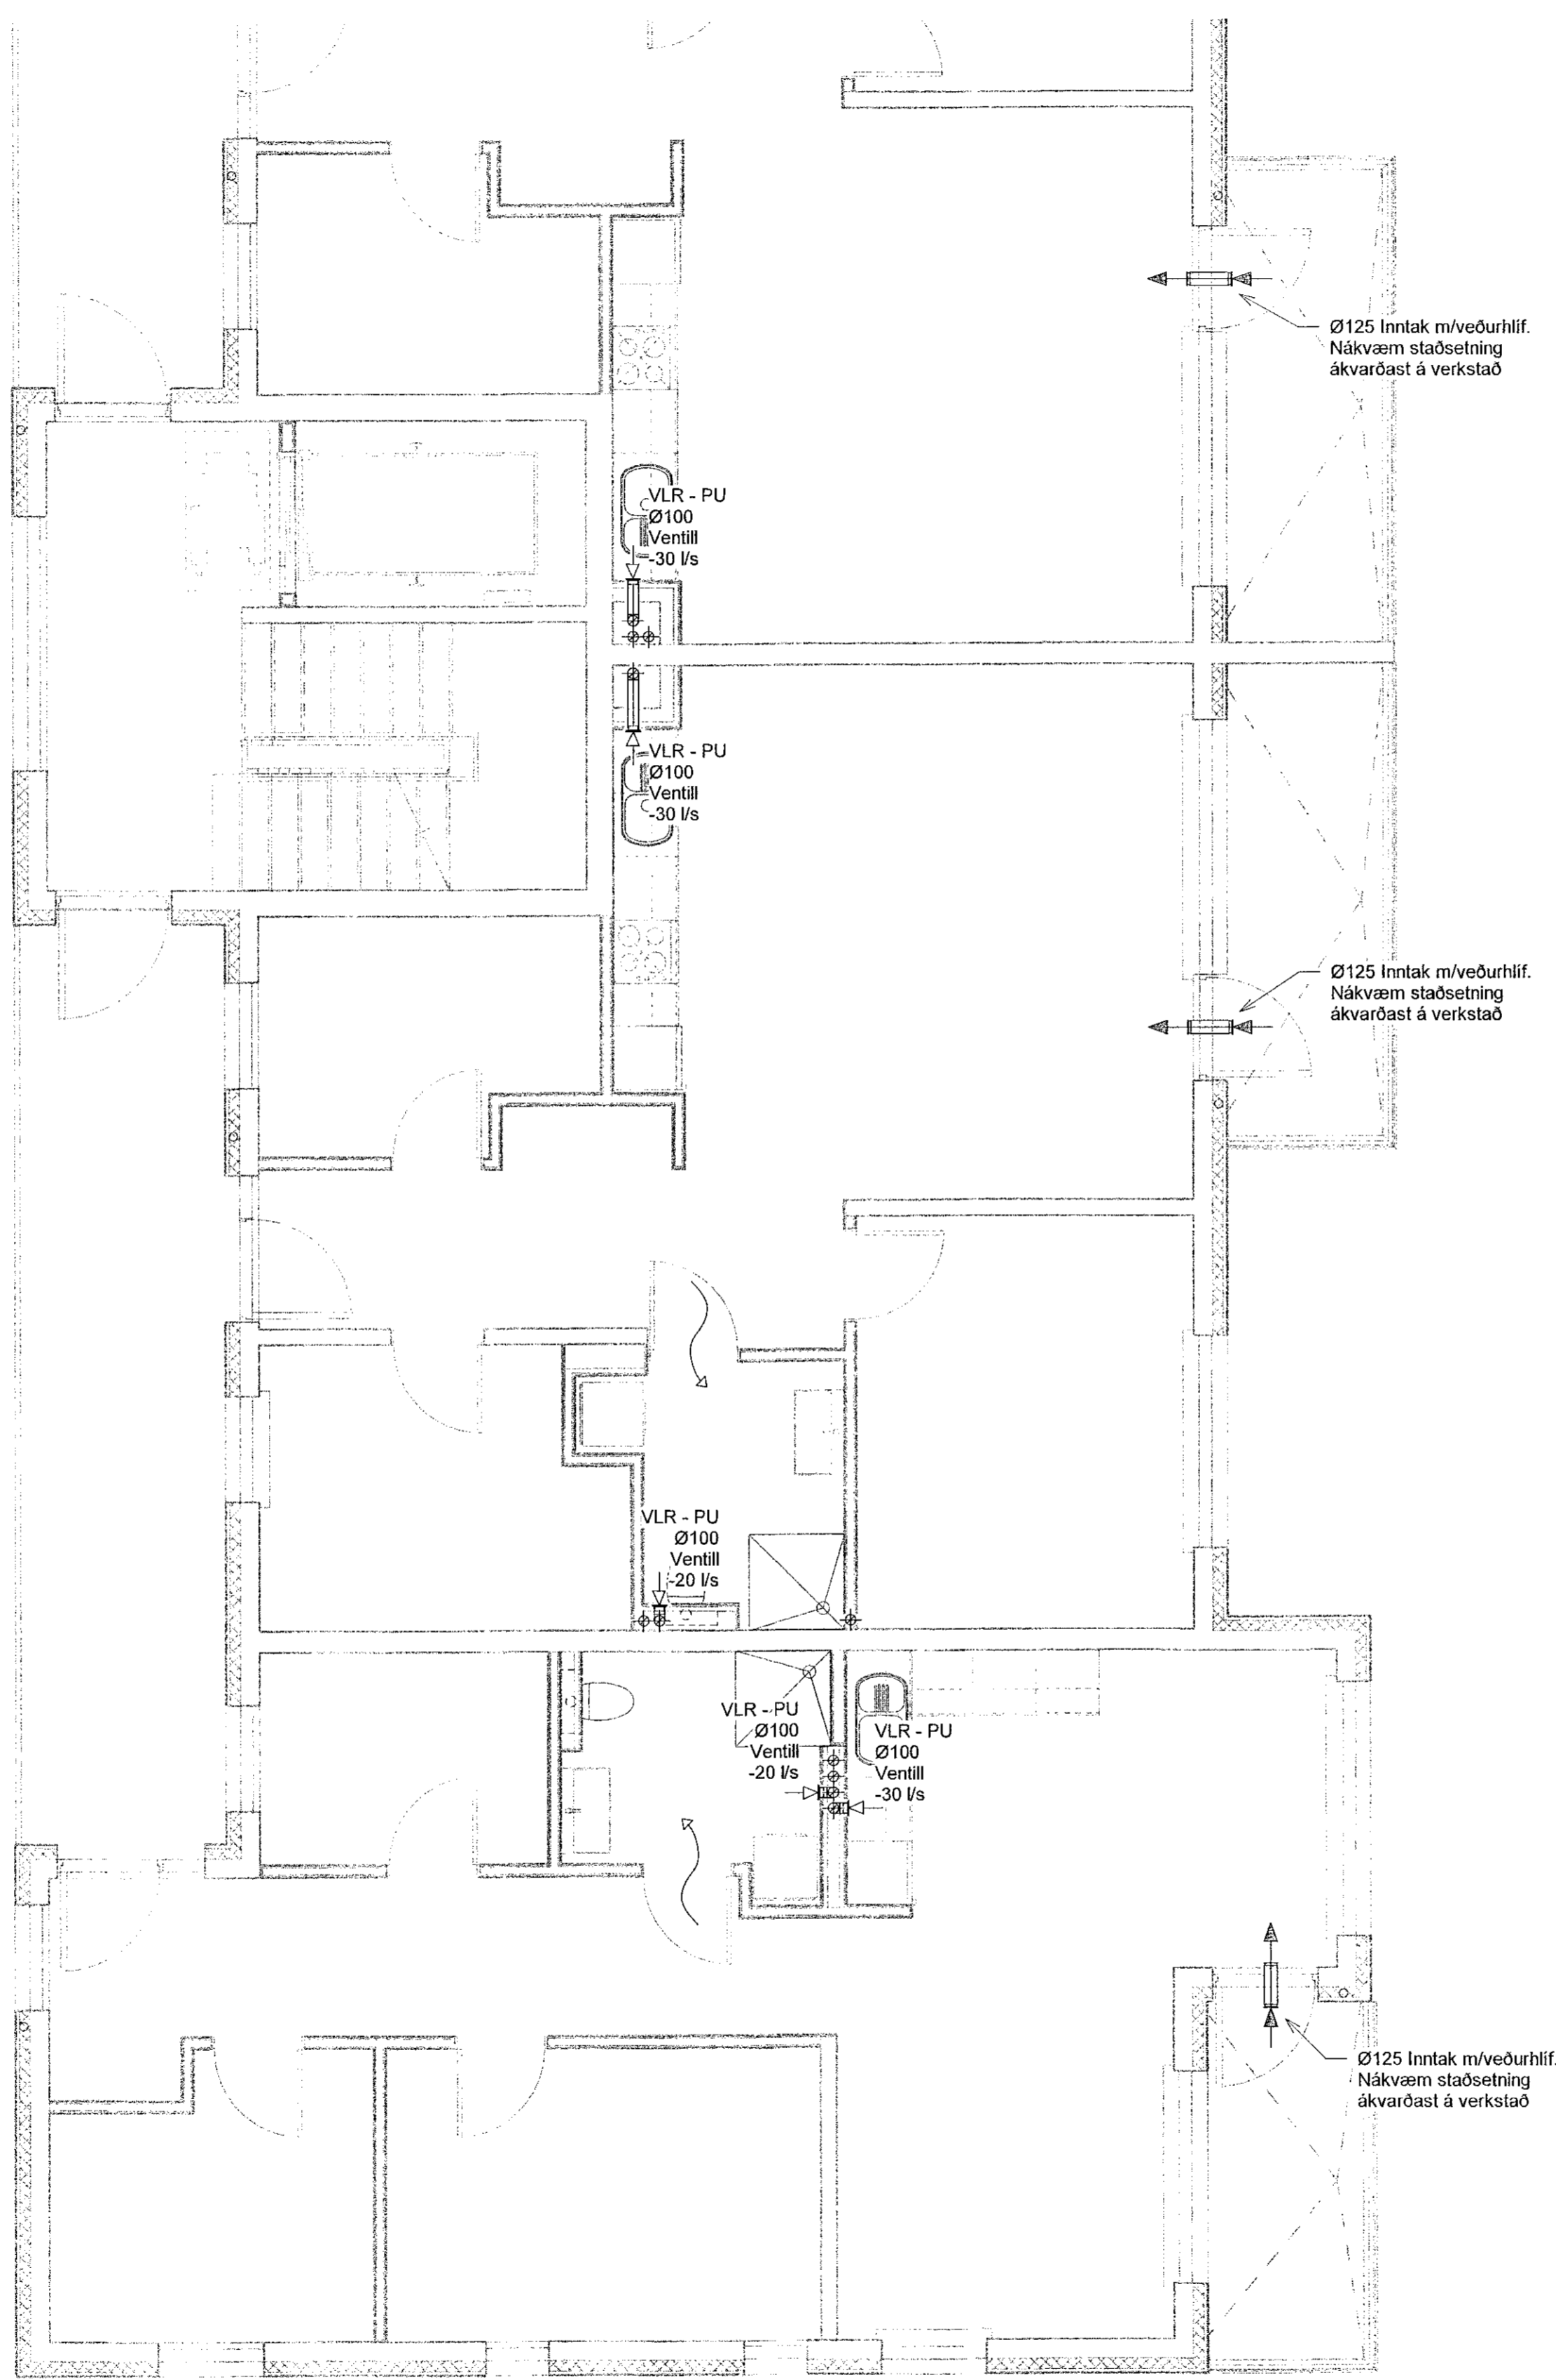 Ø125 Inntak m/veðurhlíf.
Nákvæm staðsetning
ákvarðast á verkstað
VLR - PU
Ø100
Ventill
-30 l/s
VLR - PU
Ø100
Ventill
-30 l/s
Ø125 Inntak m/veðurhlíf.
Nákvæm staðsetning
ákvarðast á verkstað
VLR - PU
Ø100
Ventill
-20 l/s
VLR - PU
Ø100
Ventill
-20 l/s
VLR - PU
Ø100
Ventill
-30 l/s
Ø125 Inntak m/veðurhlíf.
Nákvæm staðsetning
ákvarðast á verkstað